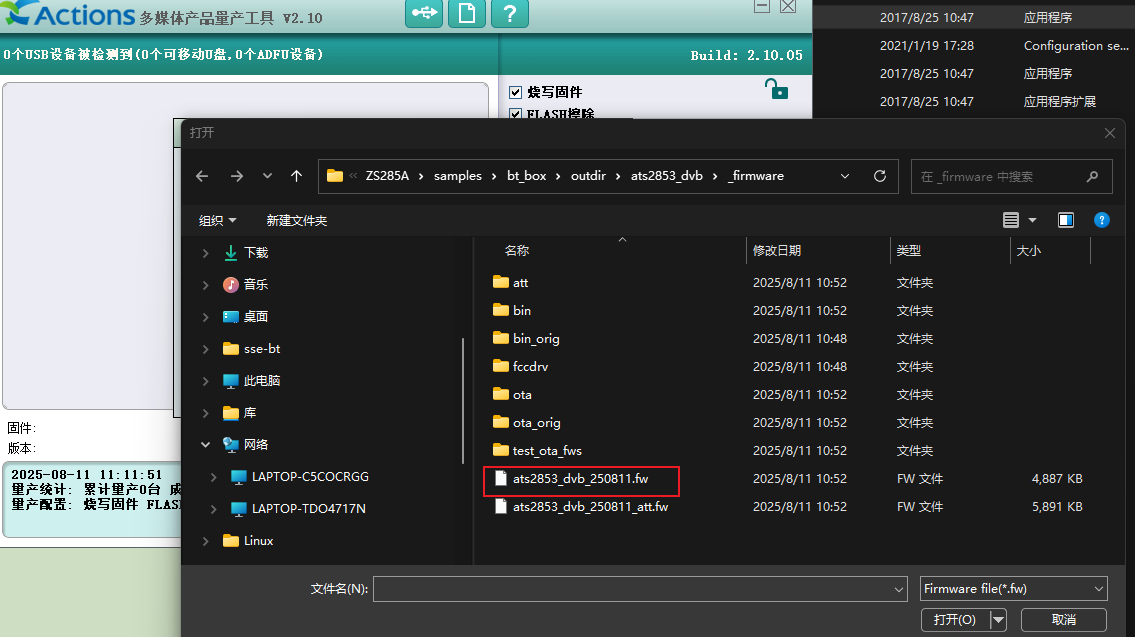 Actions 多媒体产品量产工具 V2.10
2017/8/25 10:47 应用程序
2021/1/19 17:28 Configuration se...
2017/8/25 10:47 应用程序
2017/8/25 10:47 应用程序扩展
0个USB设备被检测到(0个可移动U盘,0个ADFU设备)
Build: 2.10.05
烧写固件
FLASH擦除
打开
« ZS285A › samples › bt_box › outdir › ats2853_dvb › _firmware
在 _firmware 中搜索
组织 新建文件夹
名称 修改日期 类型 大小
下载
音乐
桌面
sse-bt
此电脑
库
网络
LAPTOP-C5COCRGG
LAPTOP-TDO4717N
Linux
att 2025/8/11 10:52 文件夹
bin 2025/8/11 10:52 文件夹
bin_orig 2025/8/11 10:48 文件夹
fccdrv 2025/8/11 10:48 文件夹
ota 2025/8/11 10:52 文件夹
ota_orig 2025/8/11 10:52 文件夹
test_ota_fws 2025/8/11 10:52 文件夹
ats2853_dvb_250811.fw 2025/8/11 10:52 FW 文件 4,887 KB
ats2853_dvb_250811_att.fw 2025/8/11 10:52 FW 文件 5,891 KB
固件:
版本:
2025-08-11 11:11:51
量产统计: 累计量产0台 成
量产配置: 烧写固件 FLAS
文件名(N):
Firmware file(*.fw)
打开(O) 取消